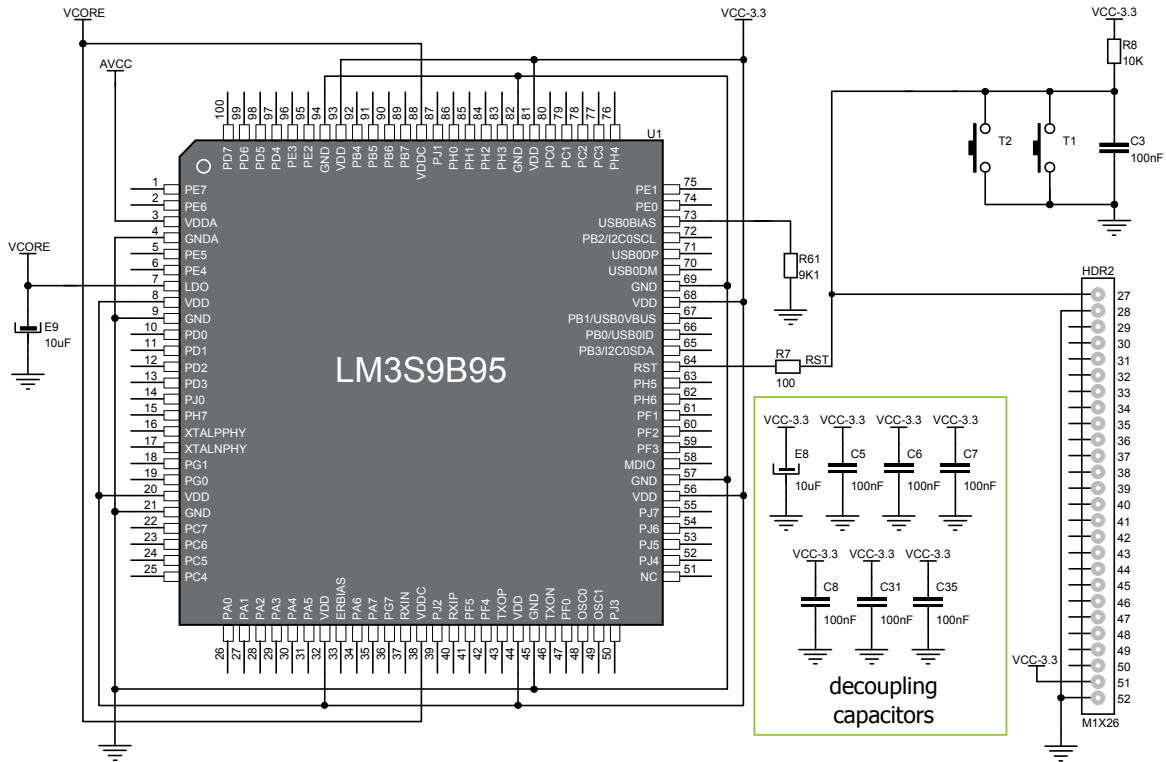 VCORE
VCC-3.3
VCC-3.3
R8
10K
AVCC
100
99
98
97
96
95
94
93
92
91
90
89
88
87
86
85
84
83
82
81
80
79
78
77
76
U1
PD7
PD6
PD5
PD4
PE3
PE2
GND
VDD
PB4
PB5
PB6
PB7
VDDC
PJ1
PH0
PH1
PH2
PH3
GND
VDD
PC0
PC1
PC2
PC3
PH4
T2
T1
C3
100nF
1 PE7
2 PE6
3 VDDA
4 GNDA
5 PE5
6 PE4
7 LDO
8 VDD
9 GND
10 PD0
11 PD1
12 PD2
13 PD3
14 PJ0
15 PH7
16 XTALPPHY
17 XTALNPHY
18 PG1
19 PG0
20 VDD
21 GND
22 PC7
23 PC6
24 PC5
25 PC4
VCORE
E9
10uF
LM3S9B95
PE1 75
PE0 74
USB0BIAS 73
PB2/I2C0SCL 72
USB0DP 71
USB0DM 70
GND 69
VDD 68
PB1/USB0VBUS 67
PB0/USB0ID 66
PB3/I2C0SDA 65
RST 64
PH5 63
PH6 62
PF1 61
PF2 60
PF3 59
MDIO 58
GND 57
VDD 56
PJ7 55
PJ6 54
PJ5 53
PJ4 52
NC 51
R61
9K1
R7
100
RST
PA0
PA1
PA2
PA3
PA4
PA5
VDD
ERBIAS
PA6
PA7
PG7
RXIN
VDDC
PJ2
RXIP
PF5
PF4
TXOP
VDD
GND
TXON
PF0
OSC0
OSC1
PJ3
26
27
28
29
30
31
32
33
34
35
36
37
38
39
40
41
42
43
44
45
46
47
48
49
50
VCC-3.3
VCC-3.3
VCC-3.3
VCC-3.3
E8
10uF
C5
100nF
C6
100nF
C7
100nF
VCC-3.3
VCC-3.3
VCC-3.3
C8
100nF
C31
100nF
C35
100nF
decoupling
capacitors
HDR2
27
28
29
30
31
32
33
34
35
36
37
38
39
40
41
42
43
44
45
46
47
48
49
50
VCC-3.3
51
52
M1X26